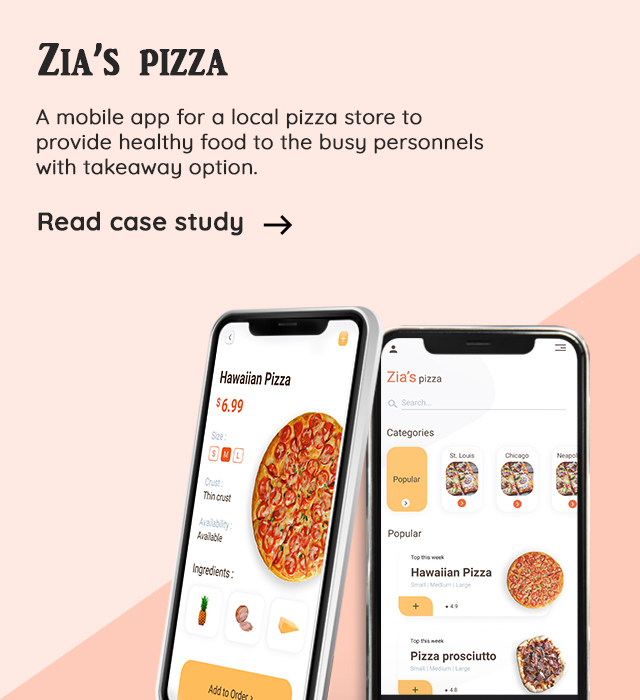 Zia's pizza
A mobile app for a local pizza store to
provide healthy food to the busy personnels
with takeaway option.
Read case study →
Hawaiian Pizza
$6.99
Size :
S M L
Crust :
Thin crust
Availability :
Available
Ingredients :
Add to Order ›
Zia's pizza
Search...
Categories
Popular
St. Louis
Chicago
Neapol
Popular
Top this week
Hawaiian Pizza
Small | Medium | Large
+
4.9
Top this week
Pizza prosciutto
Small | Medium | Large
+
4.8